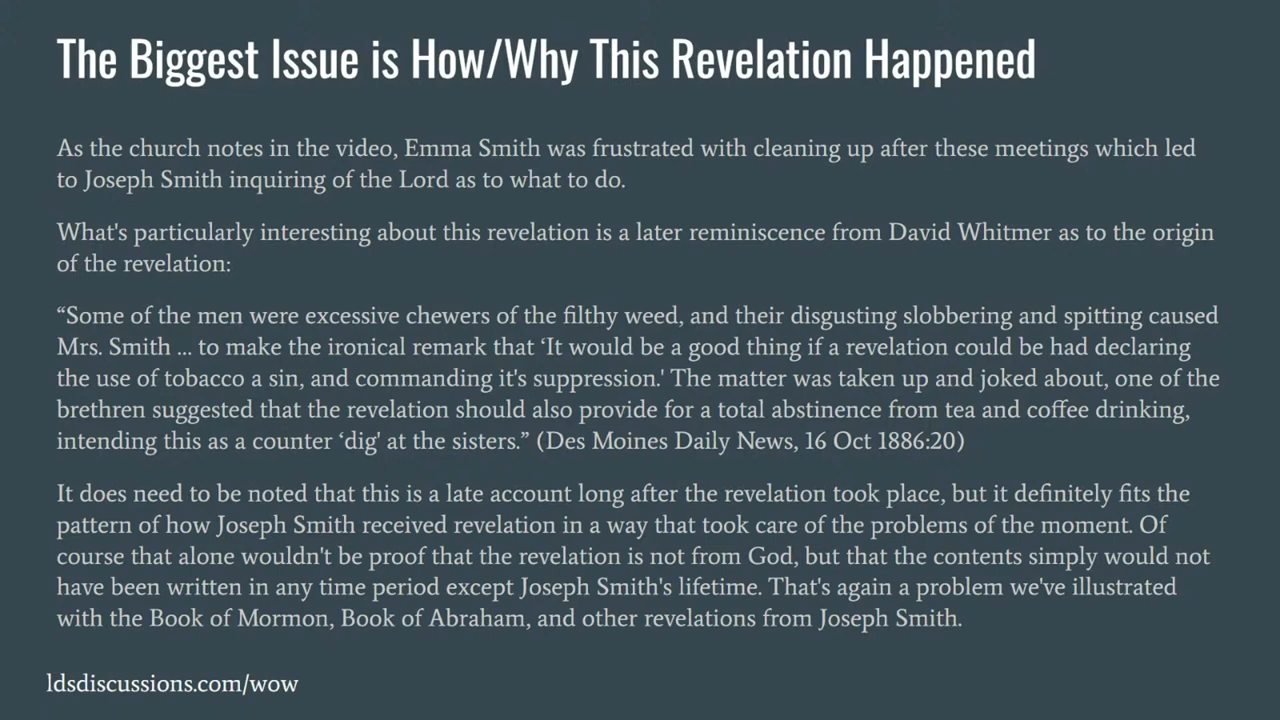 The Biggest Issue is How/Why This Revelation Happened
As the church notes in the video, Emma Smith was frustrated with cleaning up after these meetings which led
to Joseph Smith inquiring of the Lord as to what to do.
What's particularly interesting about this revelation is a later reminiscence from David Whitmer as to the origin
of the revelation:
“Some of the men were excessive chewers of the filthy weed, and their disgusting slobbering and spitting caused
Mrs. Smith ... to make the ironical remark that ‘It would be a good thing if a revelation could be had declaring
the use of tobacco a sin, and commanding it's suppression.' The matter was taken up and joked about, one of the
brethren suggested that the revelation should also provide for a total abstinence from tea and coffee drinking,
intending this as a counter ‘dig' at the sisters.” (Des Moines Daily News, 16 Oct 1886:20)
It does need to be noted that this is a late account long after the revelation took place, but it definitely fits the
pattern of how Joseph Smith received revelation in a way that took care of the problems of the moment. Of
course that alone wouldn't be proof that the revelation is not from God, but that the contents simply would not
have been written in any time period except Joseph Smith's lifetime. That's again a problem we've illustrated
with the Book of Mormon, Book of Abraham, and other revelations from Joseph Smith.
ldsdiscussions.com/wow